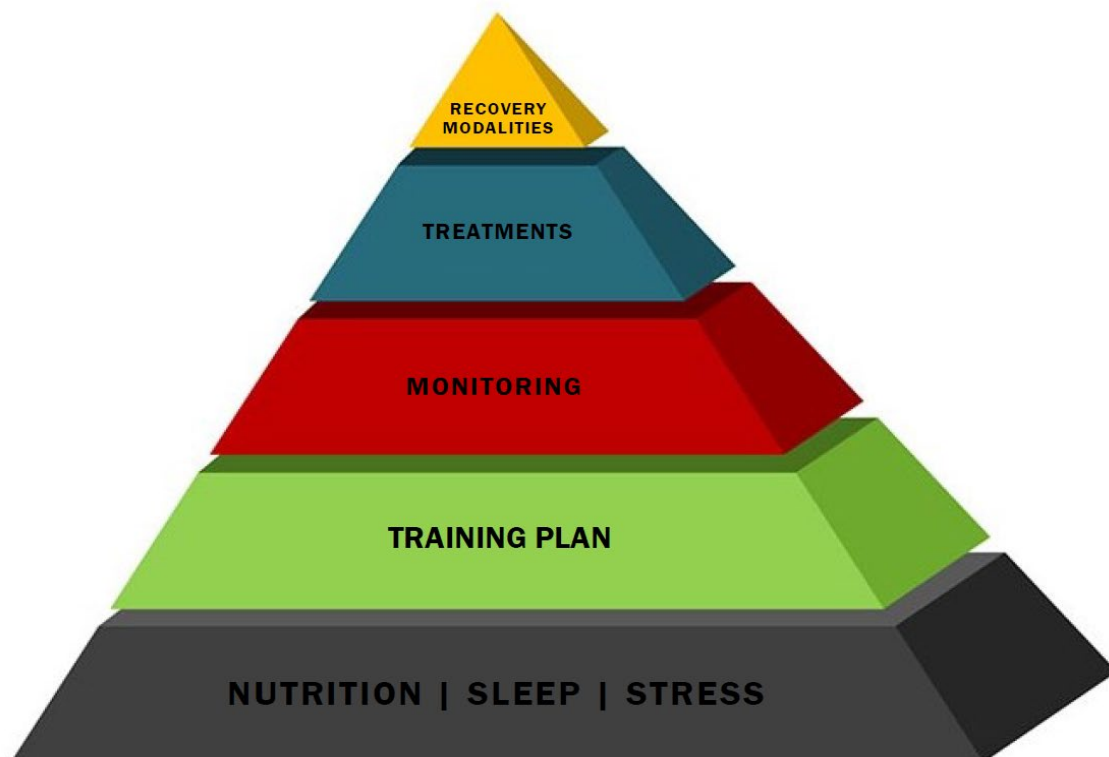 RECOVERY
MODALITIES
TREATMENTS
MONITORING
TRAINING PLAN
NUTRITION | SLEEP | STRESS